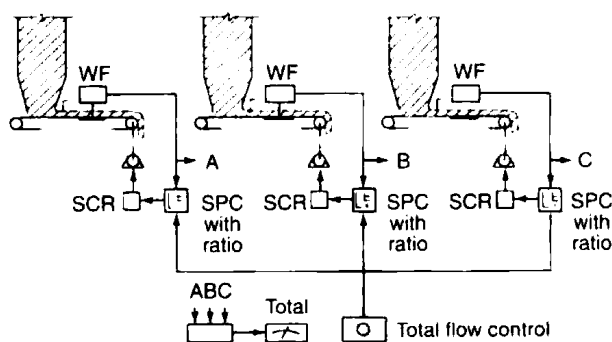 WF WF WF
A B C
SCR SPC with ratio
SCR SPC with ratio
SCR SPC with ratio
ABC
Total
Total flow control